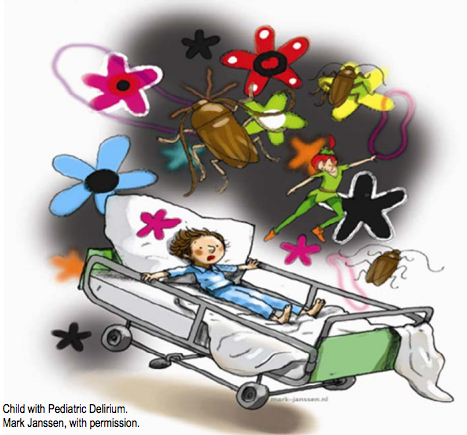 mark-janssen.nl
Child with Pediatric Delirium.
Mark Janssen, with permission.